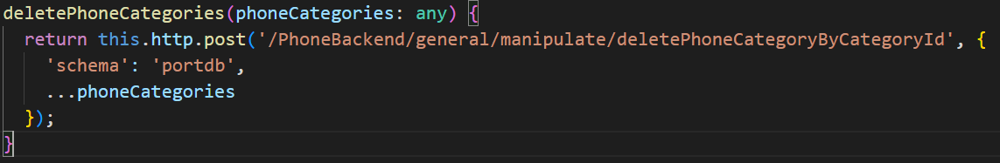 deletePhoneCategories(phoneCategories: any) {
return this.http.post('/PhoneBackend/general/manipulate/deletePhoneCategoryByCategoryId', {
'schema': 'portdb',
...phoneCategories
});
}